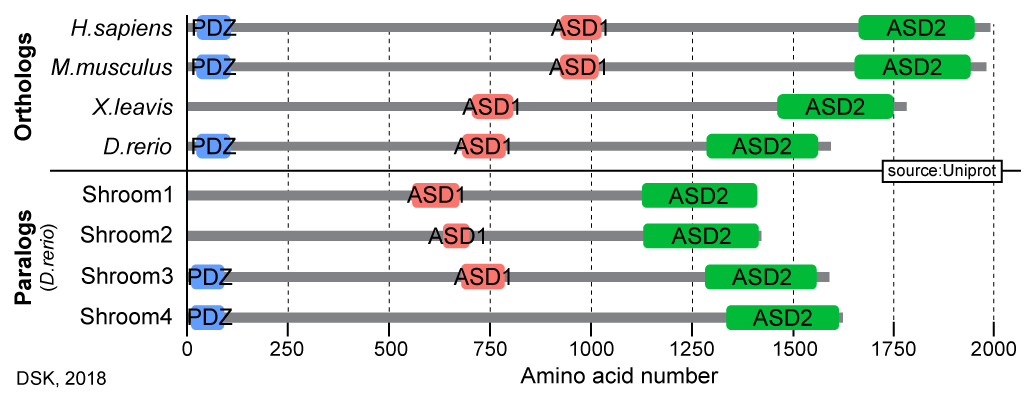 Orthologs
H.sapiens PDZ ASD1 ASD2
M.musculus PDZ ASD1 ASD2
X.leavis ASD1 ASD2
D.rerio PDZ ASD1 ASD2
source:Uniprot
Paralogs
(D.rerio)
Shroom1 ASD1 ASD2
Shroom2 ASD1 ASD2
Shroom3 PDZ ASD1 ASD2
Shroom4 PDZ ASD2
0 250 500 750 1000 1250 1500 1750 2000
Amino acid number
DSK, 2018